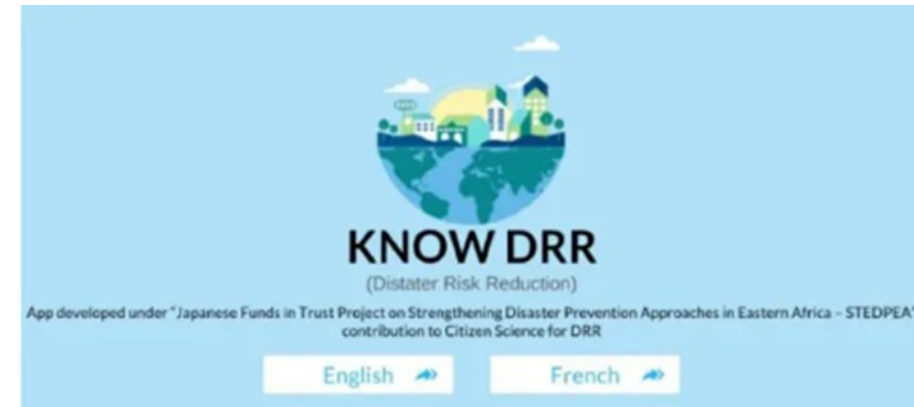 KNOW DRR
(Distater Risk Reduction)
App developed under "Japanese Funds in Trust Project on Strengthening Disaster Prevention Approaches in Eastern Africa – STEDPEA"
contribution to Citizen Science for DRR
English
French